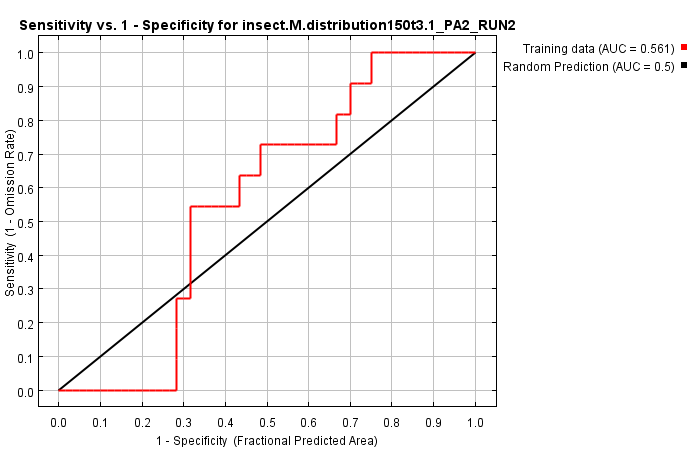 Sensitivity vs. 1 - Specificity for insect.M.distribution150t3.1_PA2_RUN2
Training data (AUC = 0.561)
Random Prediction (AUC = 0.5)
Sensitivity (1 - Omission Rate)
1.0
0.9
0.8
0.7
0.6
0.5
0.4
0.3
0.2
0.1
0.0
0.0 0.1 0.2 0.3 0.4 0.5 0.6 0.7 0.8 0.9 1.0
1 - Specificity (Fractional Predicted Area)